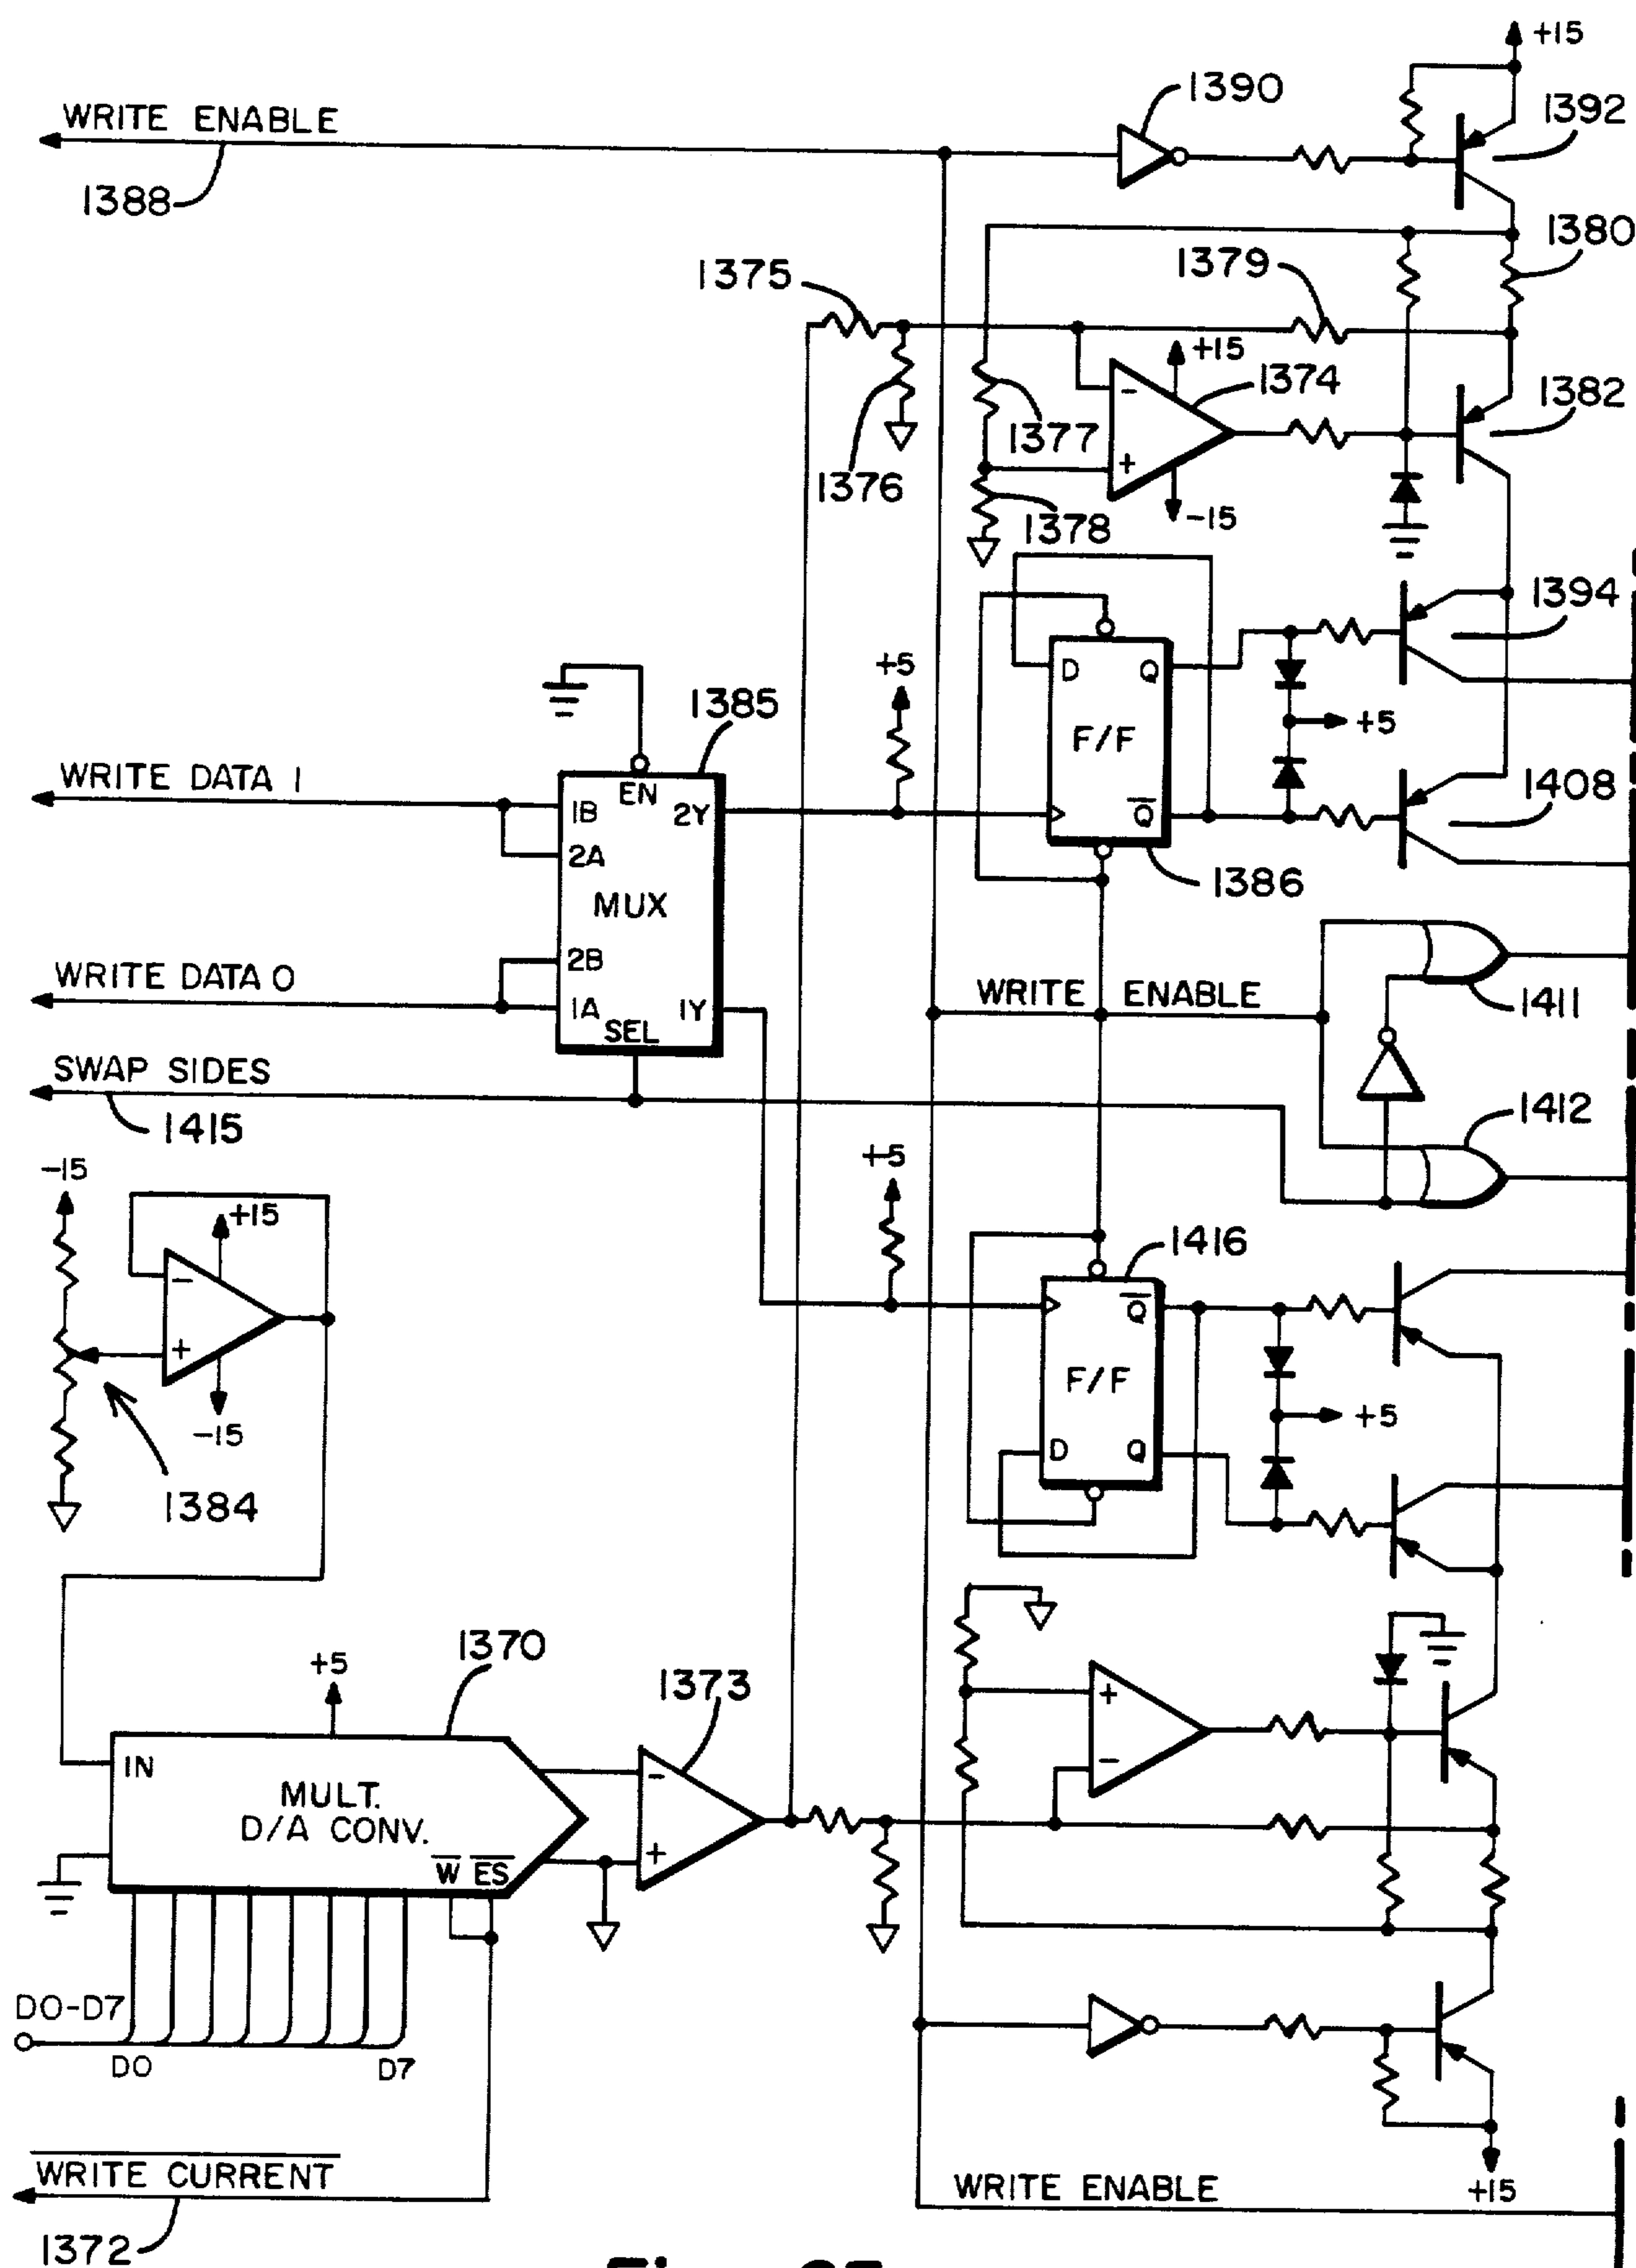 +15
1390
1392
WRITE ENABLE
1388
1380
1375
1379
+15
1374
1382
1377
1376
-15
1378
1394
+5
D Q
1385
F/F
+5
WRITE DATA 1
EN
1B 2Y
Q
1408
2A
1386
MUX
2B
WRITE DATA 0
WRITE ENABLE
1A 1Y
1411
SEL
SWAP SIDES
1415
1412
-15
+5
+15
1416
-
Q
+
F/F
+5
-15
D Q
1384
1370
1373
+5
IN
-
+
MULT.
D/A CONV.
-
W ES
+
D0-D7
D0 D7
WRITE CURRENT
WRITE ENABLE
+15
1372